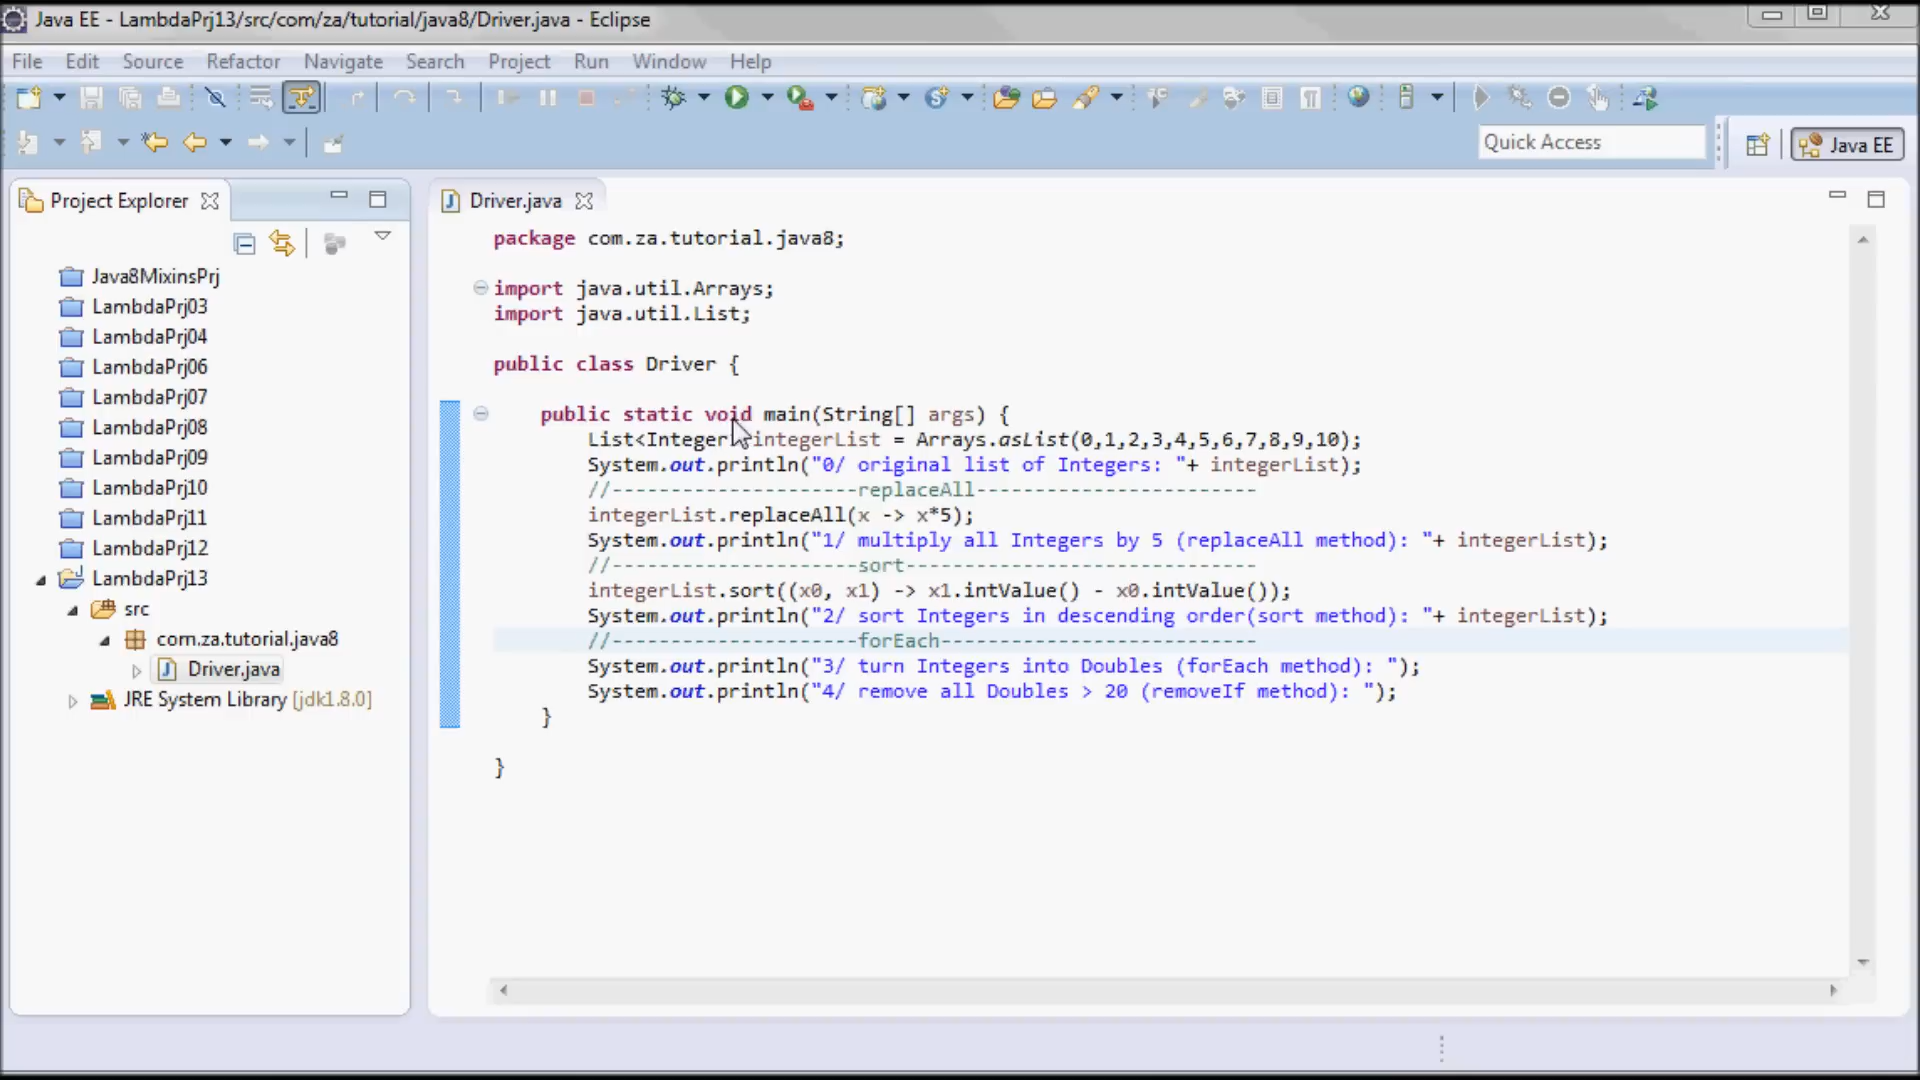 Java EE - LambdaPrj13/src/com/za/tutorial/java8/Driver.java - Eclipse
File Edit Source Refactor Navigate Search Project Run Window Help
Quick Access
Java EE
Project Explorer
Java8MixinsPrj
LambdaPrj03
LambdaPrj04
LambdaPrj06
LambdaPrj07
LambdaPrj08
LambdaPrj09
LambdaPrj10
LambdaPrj11
LambdaPrj12
LambdaPrj13
src
com.za.tutorial.java8
Driver.java
JRE System Library [jdk1.8.0]
Driver.java
package com.za.tutorial.java8;
import java.util.Arrays;
import java.util.List;
public class Driver {
public static void main(String[] args) {
List<Integer integerList = Arrays.asList(0,1,2,3,4,5,6,7,8,9,10);
System.out.println("0/ original list of Integers: "+ integerList);
//---------------------replaceAll------------------------
integerList.replaceAll(x -> x*5);
System.out.println("1/ multiply all Integers by 5 (replaceAll method): "+ integerList);
//---------------------sort------------------------------
integerList.sort((x0, x1) -> x1.intValue() - x0.intValue());
System.out.println("2/ sort Integers in descending order(sort method): "+ integerList);
//---------------------forEach---------------------------
System.out.println("3/ turn Integers into Doubles (forEach method): ");
System.out.println("4/ remove all Doubles > 20 (removeIf method): ");
}
}